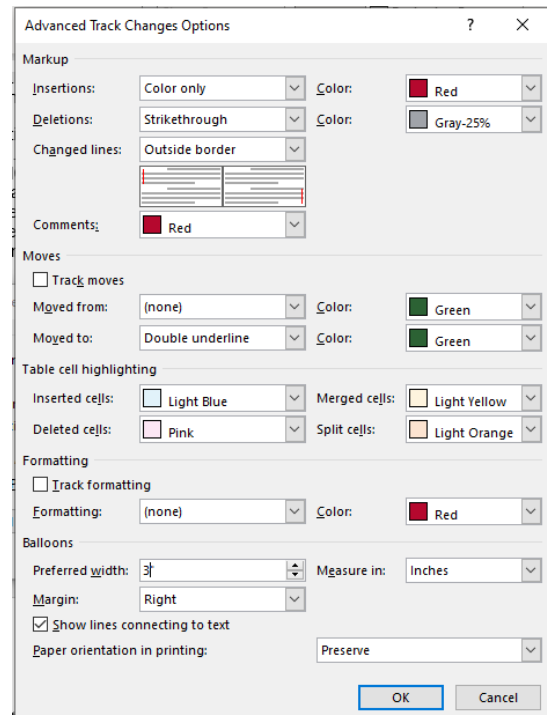 Advanced Track Changes Options ? ×
Markup
Insertions: Color only Color: Red
Deletions: Strikethrough Color: Gray-25%
Changed lines: Outside border
Comments: Red
Moves
Track moves
Moved from: (none) Color: Green
Moved to: Double underline Color: Green
Table cell highlighting
Inserted cells: Light Blue Merged cells: Light Yellow
Deleted cells: Pink Split cells: Light Orange
Formatting
Track formatting
Formatting: (none) Color: Red
Balloons
Preferred width: 3" Measure in: Inches
Margin: Right
Show lines connecting to text
Paper orientation in printing: Preserve
OK Cancel